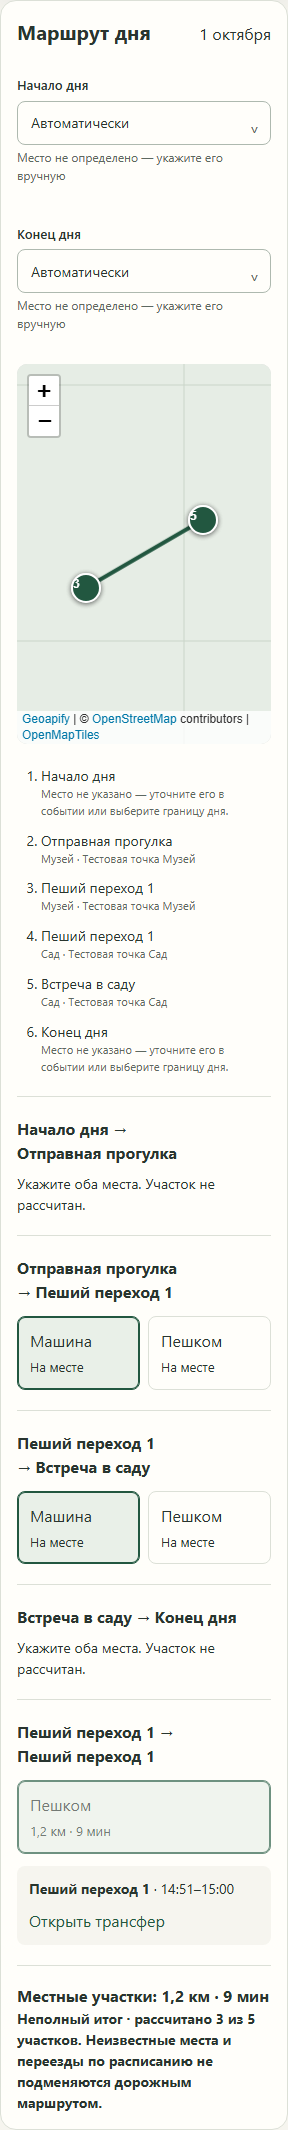 Маршрут дня 1 октября
Начало дня
Автоматически v
Место не определено — укажите его
вручную
Конец дня
Автоматически v
Место не определено — укажите его
вручную
+
−
5
3
Geoapify | © OpenStreetMap contributors |
OpenMapTiles
1. Начало дня
Место не указано — уточните его в
событии или выберите границу дня.
2. Отправная прогулка
Музей · Тестовая точка Музей
3. Пеший переход 1
Музей · Тестовая точка Музей
4. Пеший переход 1
Сад · Тестовая точка Сад
5. Встреча в саду
Сад · Тестовая точка Сад
6. Конец дня
Место не указано — уточните его в
событии или выберите границу дня.
Начало дня →
Отправная прогулка
Укажите оба места. Участок не
рассчитан.
Отправная прогулка
→ Пеший переход 1
Машина Пешком
На месте На месте
Пеший переход 1
→ Встреча в саду
Машина Пешком
На месте На месте
Встреча в саду → Конец дня
Укажите оба места. Участок не
рассчитан.
Пеший переход 1 →
Пеший переход 1
Пешком
1,2 км · 9 мин
Пеший переход 1 · 14:51–15:00
Открыть трансфер
Местные участки: 1,2 км · 9 мин
Неполный итог · рассчитано 3 из 5
участков. Неизвестные места и
переезды по расписанию не
подменяются дорожным
маршрутом.